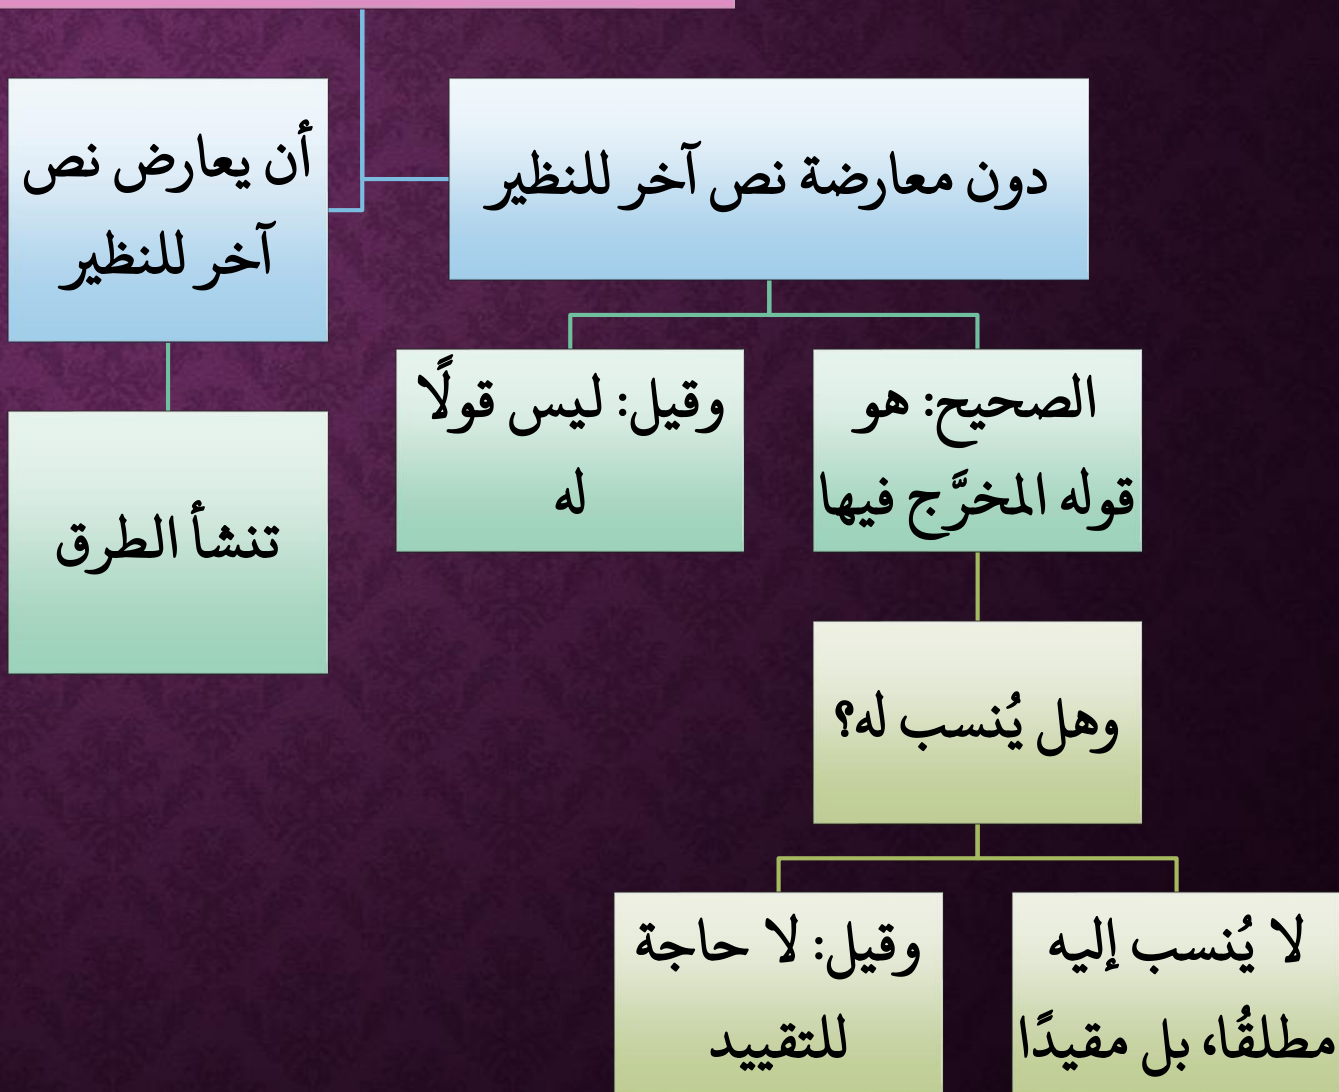 دون معارضة نص آخر للنظير
أن يعارض نص
آخر للنظير
الصحيح: هو
قوله المخرَّج فيها
وقيل: ليس قولًا
له
تنشأ الطرق
وهل يُنسب له؟
لا يُنسب إليه
مطلقُا، بل مقيدًا
وقيل: لا حاجة
للتقييد